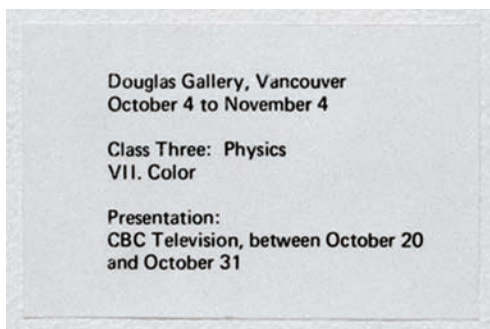 Douglas Gallery, Vancouver
October 4 to November 4
Class Three: Physics
VII. Color
Presentation:
CBC Television, between October 20
and October 31